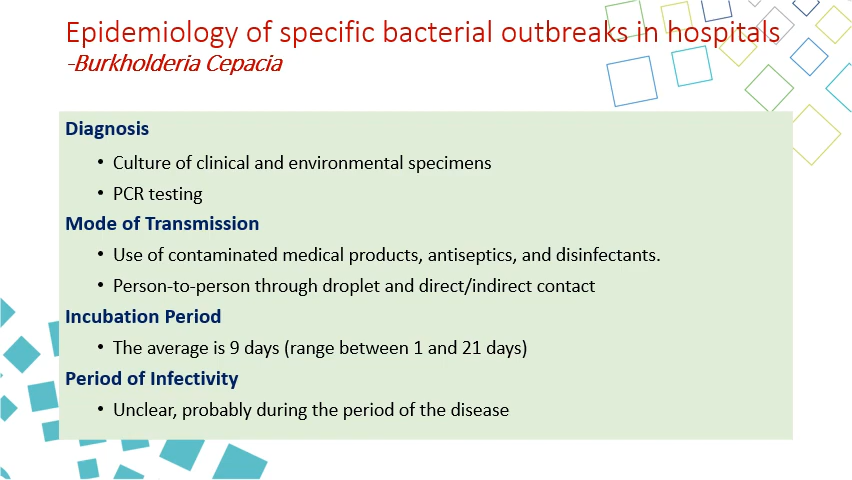 Epidemiology of specific bacterial outbreaks in hospitals
-Burkholderia Cepacia
Diagnosis
• Culture of clinical and environmental specimens
• PCR testing
Mode of Transmission
• Use of contaminated medical products, antiseptics, and disinfectants.
• Person-to-person through droplet and direct/indirect contact
Incubation Period
• The average is 9 days (range between 1 and 21 days)
Period of Infectivity
• Unclear, probably during the period of the disease